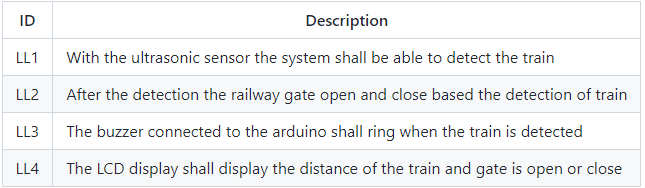 ID Description
LL1 With the ultrasonic sensor the system shall be able to detect the train
LL2 After the detection the railway gate open and close based the detection of train
LL3 The buzzer connected to the arduino shall ring when the train is detected
LL4 The LCD display shall display the distance of the train and gate is open or close